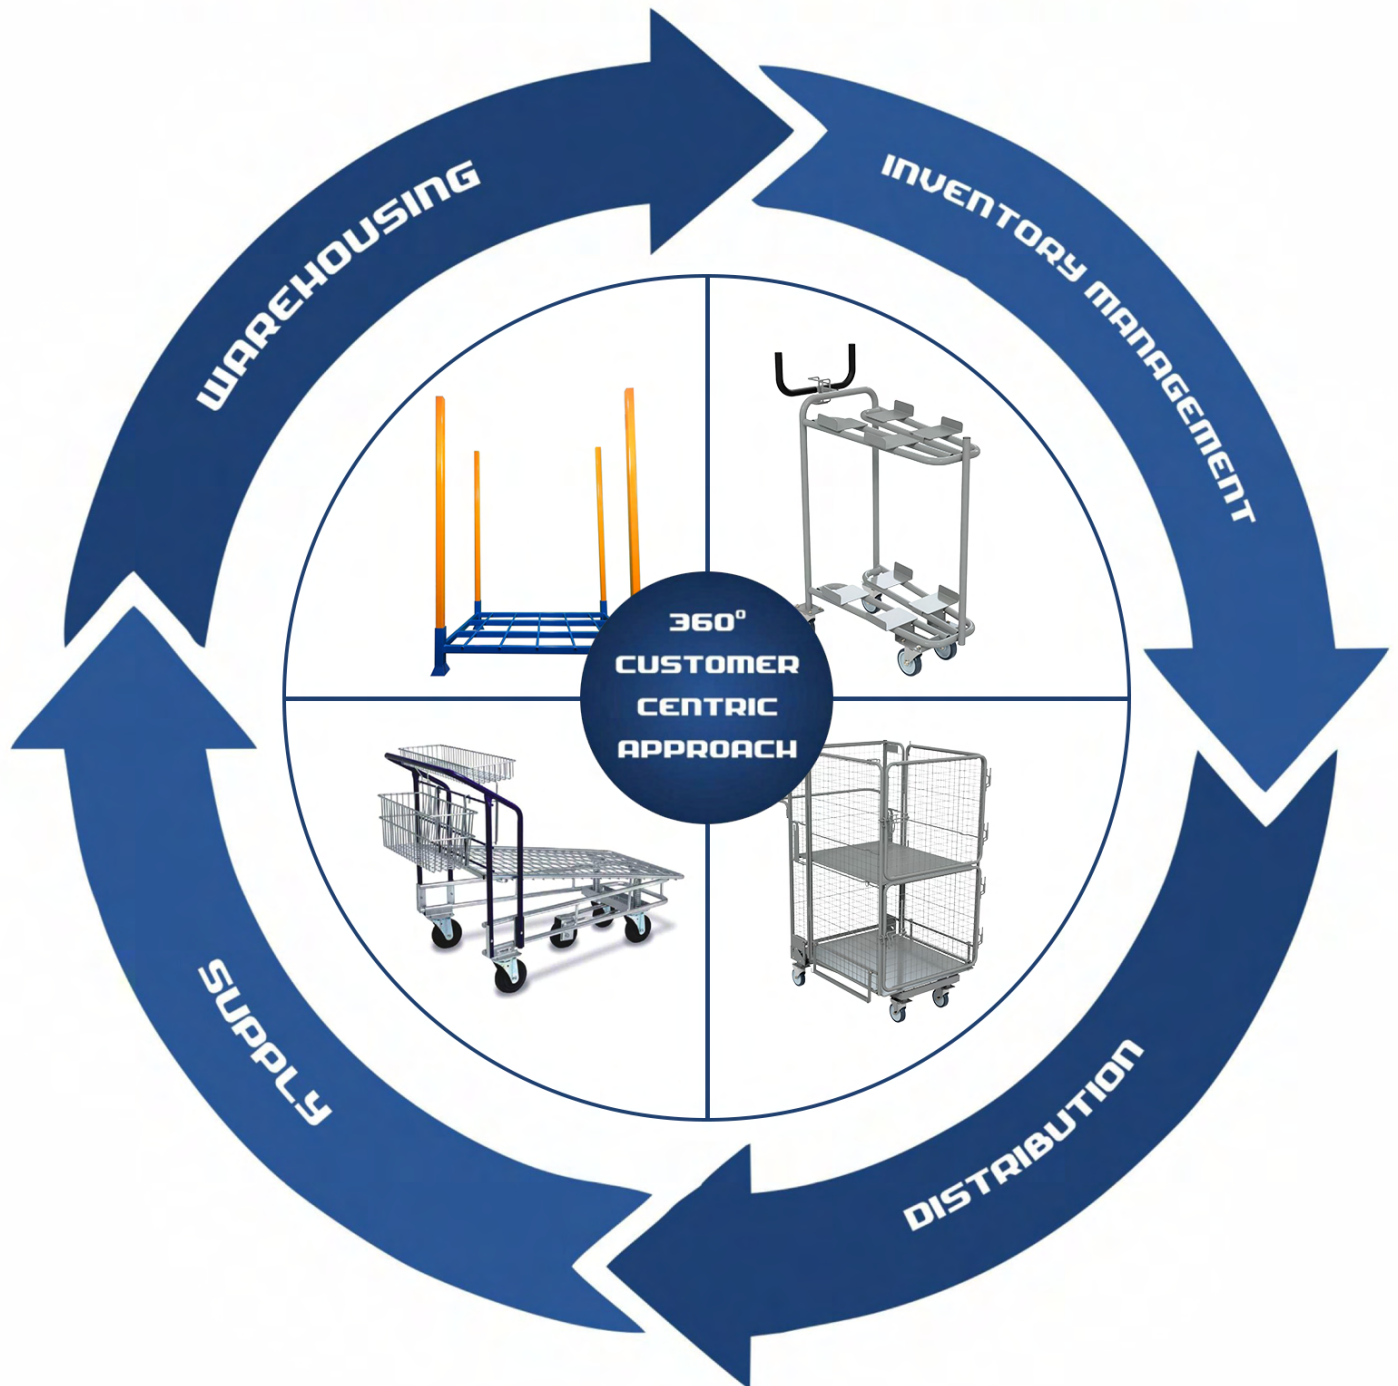 WAREHOUSING
INVENTORY MANAGEMENT
360°
CUSTOMER
CENTRIC
APPROACH
SUPPLY
DISTRIBUTION